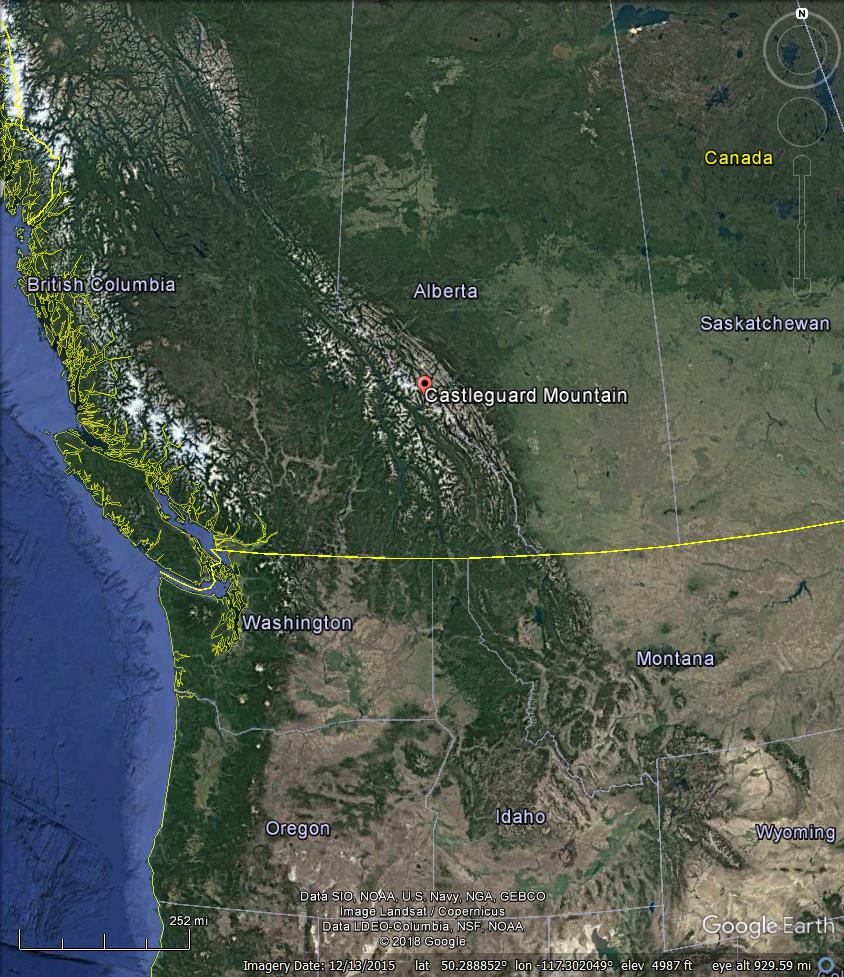 N
Canada
British Columbia
Alberta
Saskatchewan
Castleguard Mountain
Washington
Montana
Idaho
Oregon
Wyoming
Data SIO, NOAA, U.S. Navy, NGA, GEBCO
Image Landsat / Copernicus
Data LDEO-Columbia, NSF, NOAA
© 2018 Google
252 mi
Google Earth
Imagery Date: 12/13/2015 lat 50.288852° lon -117.302049° elev 4987 ft eye alt 929.59 mi